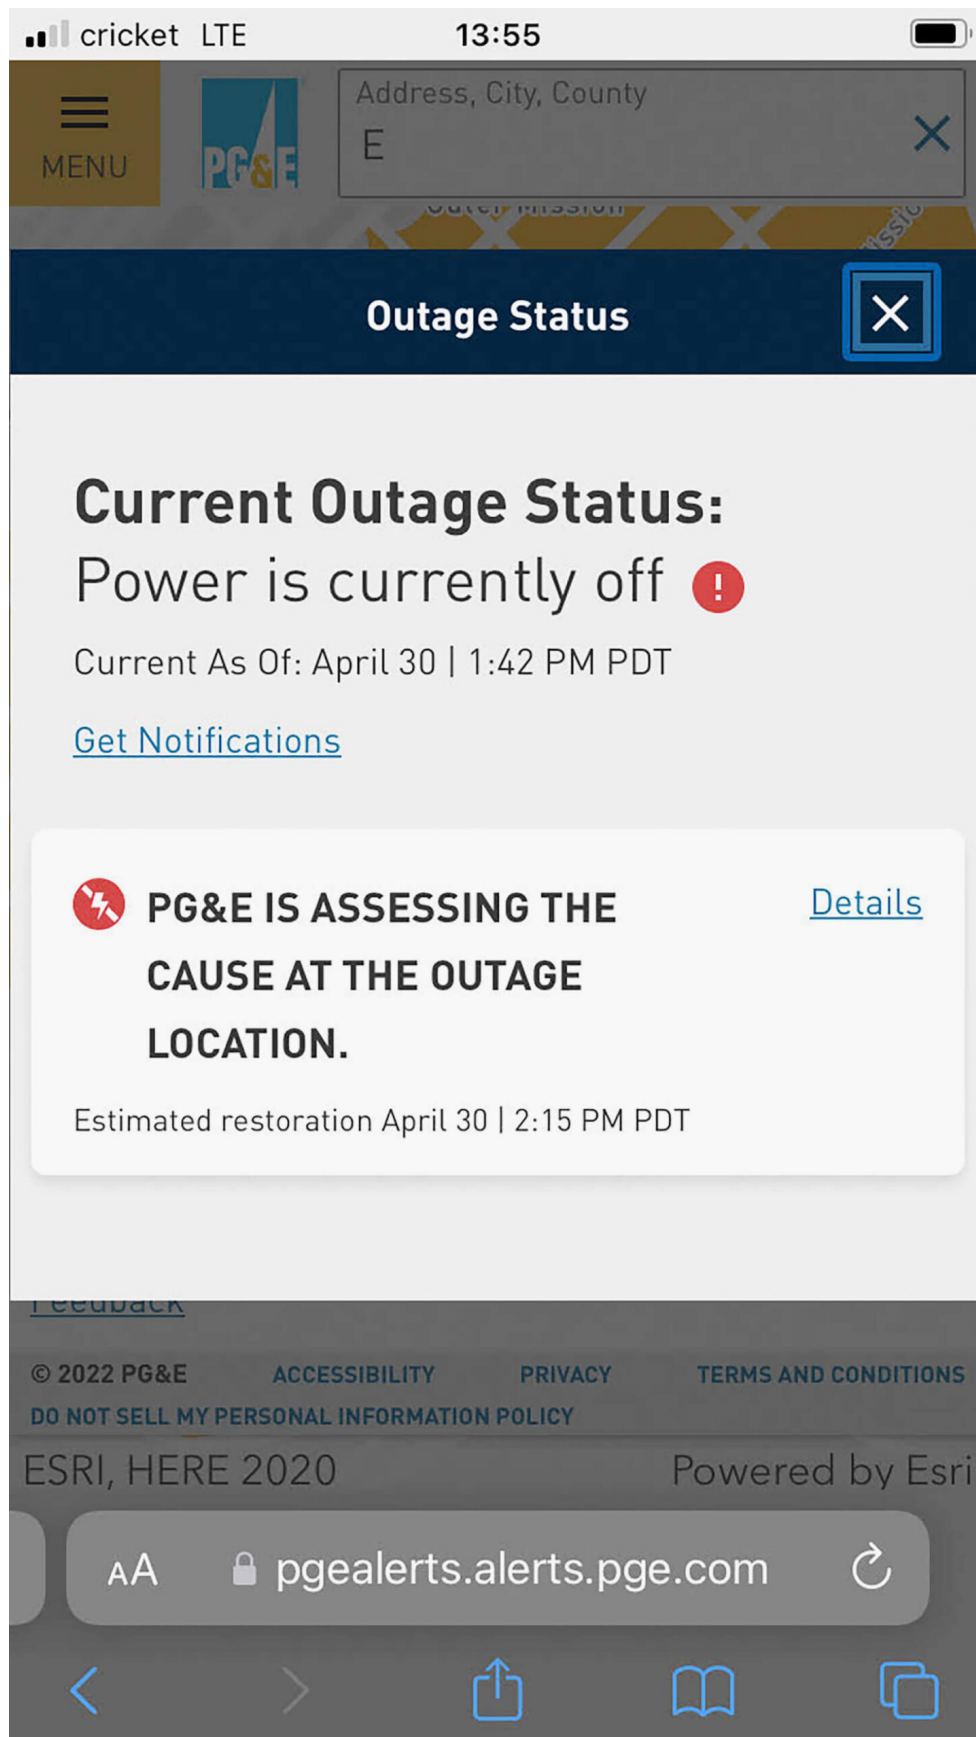 cricket LTE 13:55
MENU
PG&E
Address, City, County
E
Outer Mission
Outage Status
Current Outage Status:
Power is currently off !
Current As Of: April 30 | 1:42 PM PDT
Get Notifications
PG&E IS ASSESSING THE
Details
CAUSE AT THE OUTAGE
LOCATION.
Estimated restoration April 30 | 2:15 PM PDT
Feedback
© 2022 PG&E ACCESSIBILITY PRIVACY TERMS AND CONDITIONS
DO NOT SELL MY PERSONAL INFORMATION POLICY
ESRI, HERE 2020 Powered by Esri
AA pgealerts.alerts.pge.com